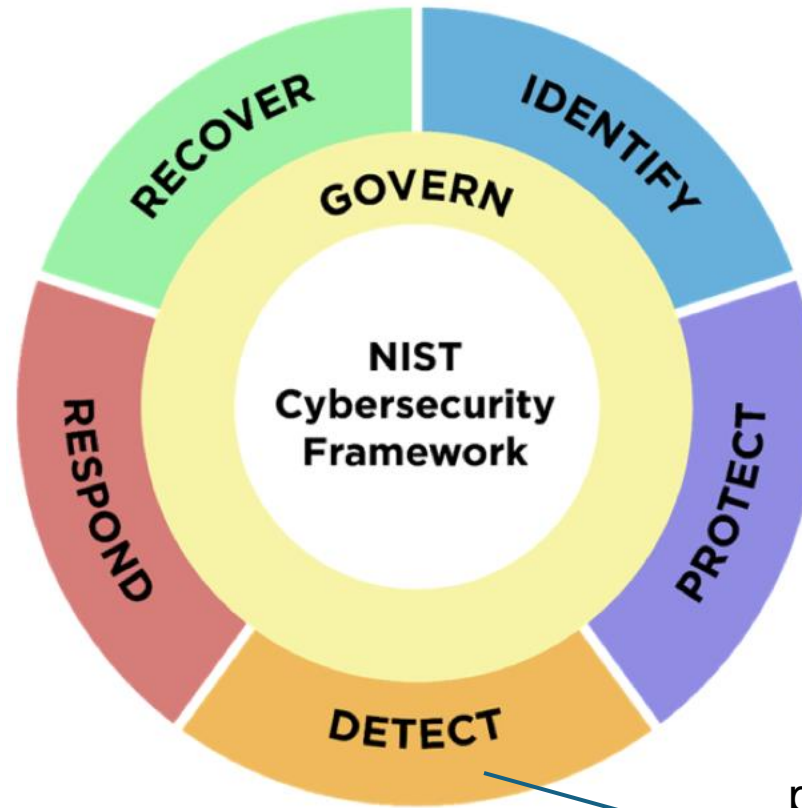 RECOVER
IDENTIFY
GOVERN
NIST
Cybersecurity
Framework
RESPOND
PROTECT
DETECT